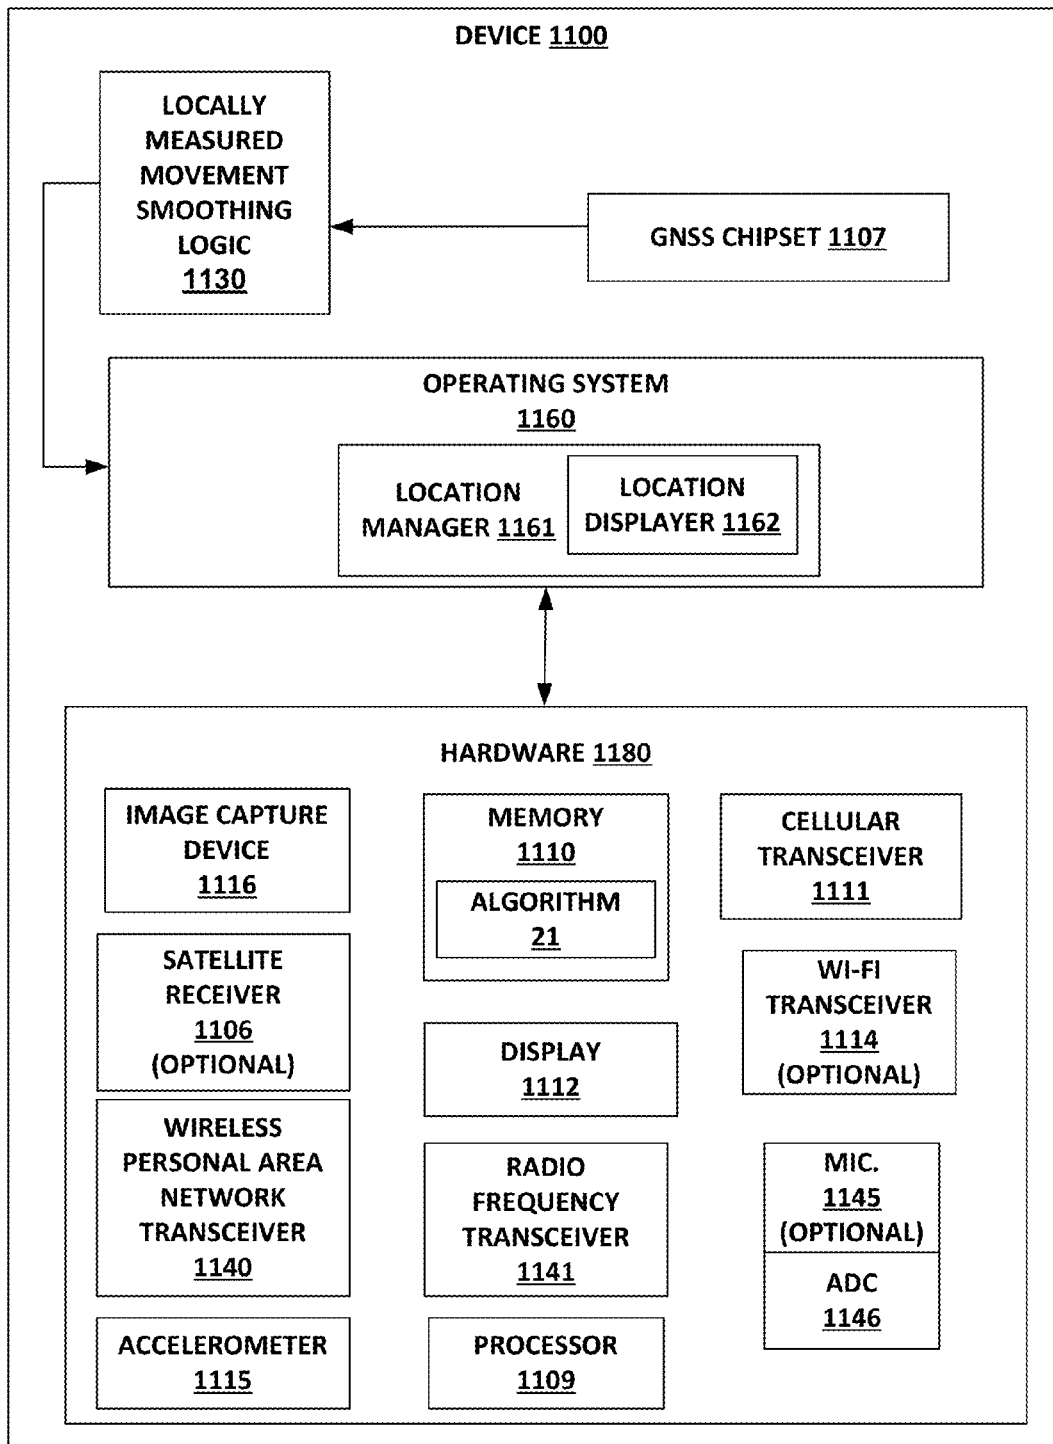 DEVICE 1100
LOCALLY
MEASURED
MOVEMENT
SMOOTHING
LOGIC
1130
GNSS CHIPSET 1107
OPERATING SYSTEM
1160
LOCATION
MANAGER 1161
LOCATION
DISPLAYER 1162
HARDWARE 1180
IMAGE CAPTURE
DEVICE
1116
MEMORY
1110
ALGORITHM
21
CELLULAR
TRANSCEIVER
1111
SATELLITE
RECEIVER
1106
(OPTIONAL)
DISPLAY
1112
WI-FI
TRANSCEIVER
1114
(OPTIONAL)
WIRELESS
PERSONAL AREA
NETWORK
TRANSCEIVER
1140
RADIO
FREQUENCY
TRANSCEIVER
1141
MIC.
1145
(OPTIONAL)
ADC
1146
ACCELEROMETER
1115
PROCESSOR
1109